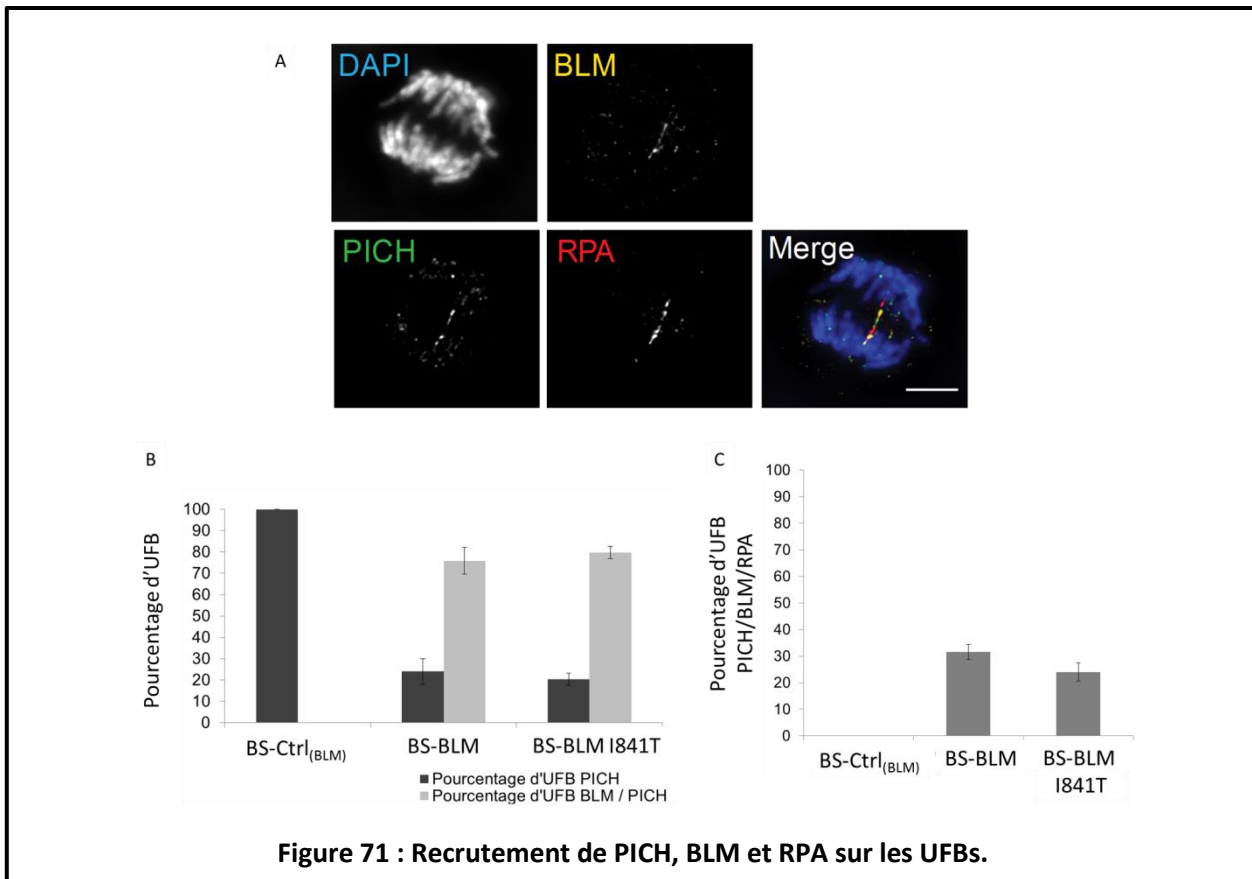 A
DAPI
BLM
PICH
RPA
Merge
B
Pourcentage d'UFB
100
90
80
70
60
50
40
30
20
10
0
BS-Ctrl(BLM)
BS-BLM
BS-BLM I841T
Pourcentage d'UFB PICH
Pourcentage d'UFB BLM / PICH
C
Pourcentage d'UFB
PICH/BLM/RPA
100
90
80
70
60
50
40
30
20
10
0
BS-Ctrl(BLM)
BS-BLM
BS-BLM
I841T
Figure 71 : Recrutement de PICH, BLM et RPA sur les UFBs.